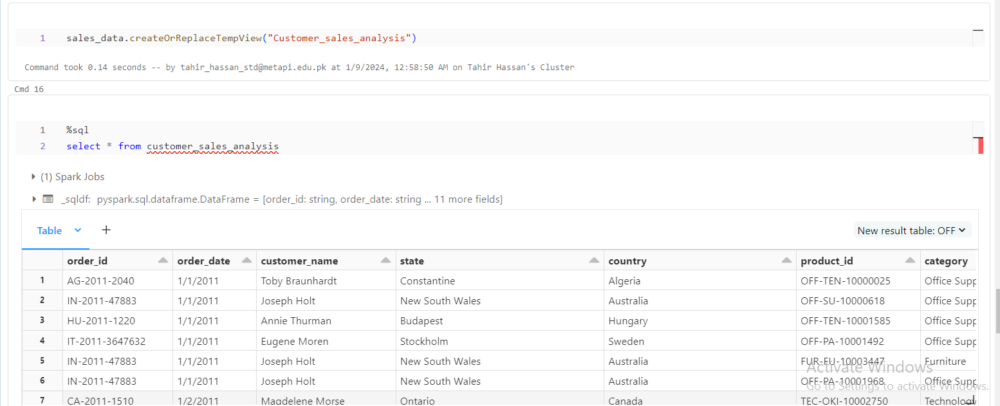 1 sales_data.createOrReplaceTempView("Customer_sales_analysis")
Command took 0.14 seconds -- by tahir_hassan_std@metapi.edu.pk at 1/9/2024, 12:58:50 AM on Tahir Hassan's Cluster
Cmd 16
1 %sql
2 select * from customer_sales_analysis
(1) Spark Jobs
_sqldf: pyspark.sql.dataframe.DataFrame = [order_id: string, order_date: string ... 11 more fields]
Table + New result table: OFF
order_id order_date customer_name state country product_id category
1 AG-2011-2040 1/1/2011 Toby Braunhardt Constantine Algeria OFF-TEN-10000025 Office Supp
2 IN-2011-47883 1/1/2011 Joseph Holt New South Wales Australia OFF-SU-10000618 Office Supp
3 HU-2011-1220 1/1/2011 Annie Thurman Budapest Hungary OFF-TEN-10001585 Office Supp
4 IT-2011-3647632 1/1/2011 Eugene Moren Stockholm Sweden OFF-PA-10001492 Office Supp
5 IN-2011-47883 1/1/2011 Joseph Holt New South Wales Australia FUR-FU-10003447 Furniture
6 IN-2011-47883 1/1/2011 Joseph Holt New South Wales Australia OFF-PA-10001968 Office Supp
7 CA-2011-1510 1/2/2011 Magdelene Morse Ontario Canada TEC-OKI-10002750 Technology
Activate Windows
Go to Settings to activate Windows.